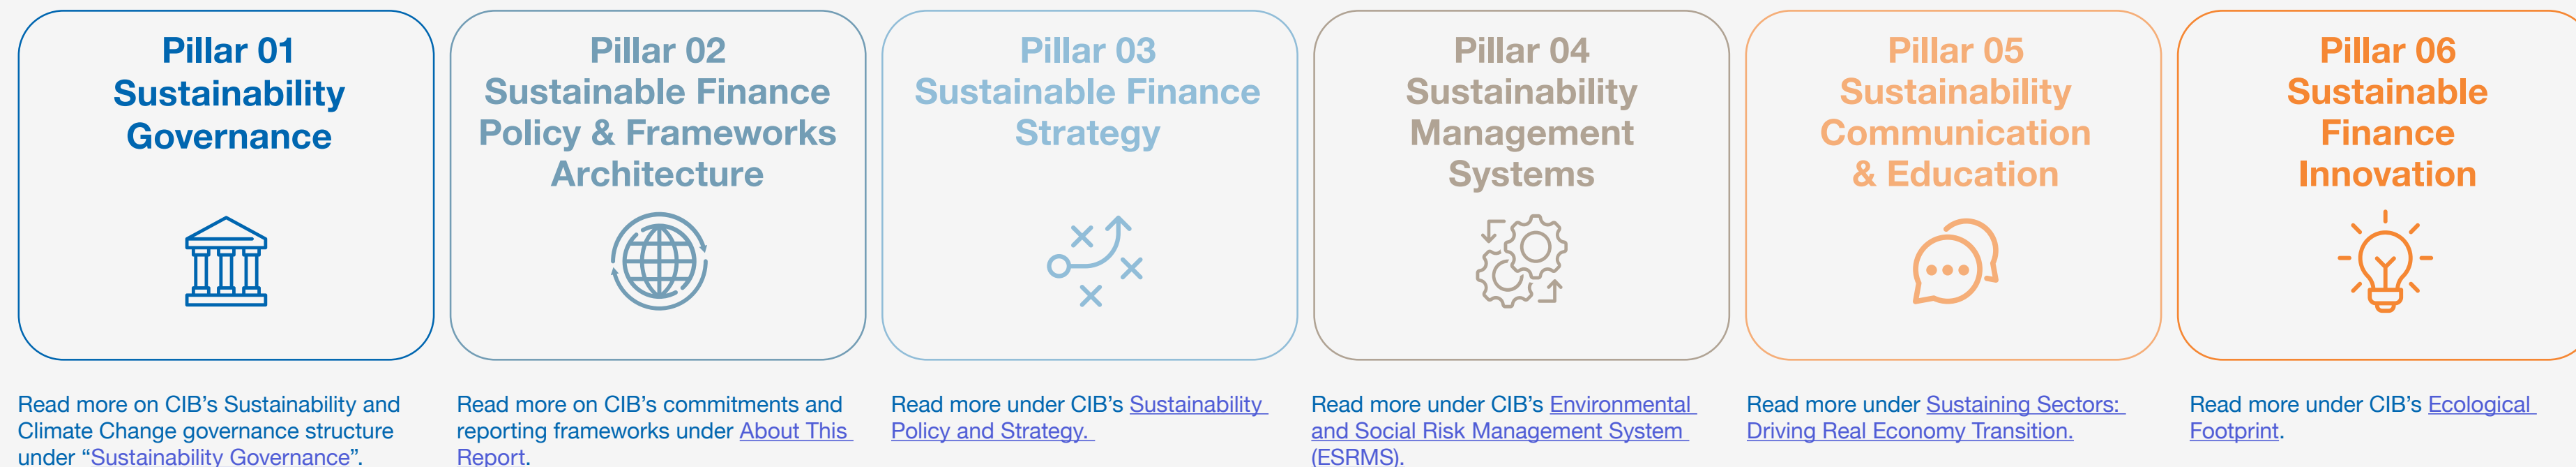 Pillar 01
Sustainability
Governance
Read more on CIB's Sustainability and
Climate Change governance structure
under “Sustainability Governance”.
Pillar 02
Sustainable Finance
Policy & Frameworks
Architecture
Read more on CIB's commitments and
reporting frameworks under About This
Report.
Pillar 03
Sustainable Finance
Strategy
Read more under CIB's Sustainability
Policy and Strategy.
Pillar 04
Sustainability
Management
Systems
Read more under CIB's Environmental
and Social Risk Management System
(ESRMS).
Pillar 05
Sustainability
Communication
& Education
Read more under Sustaining Sectors:
Driving Real Economy Transition.
Pillar 06
Sustainable
Finance
Innovation
Read more under CIB's Ecological
Footprint.